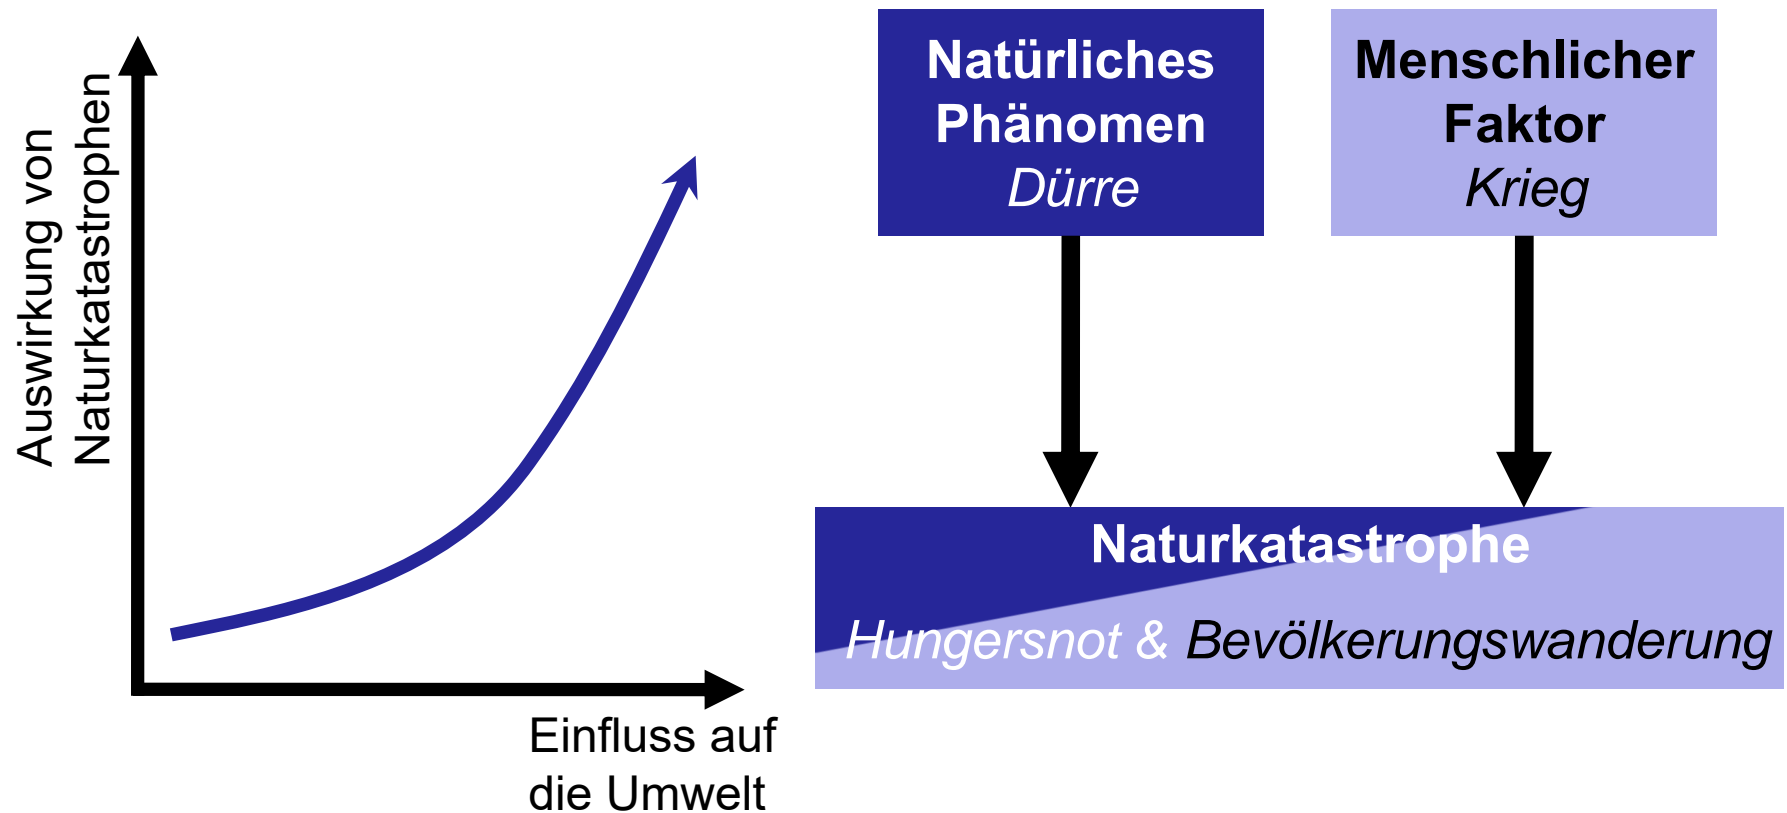 Auswirkung von
Naturkatastrophen
Einfluss auf
die Umwelt
Natürliches
Phänomen
Dürre
Menschlicher
Faktor
Krieg
Naturkatastrophe
Hungersnot & Bevölkerungswanderung